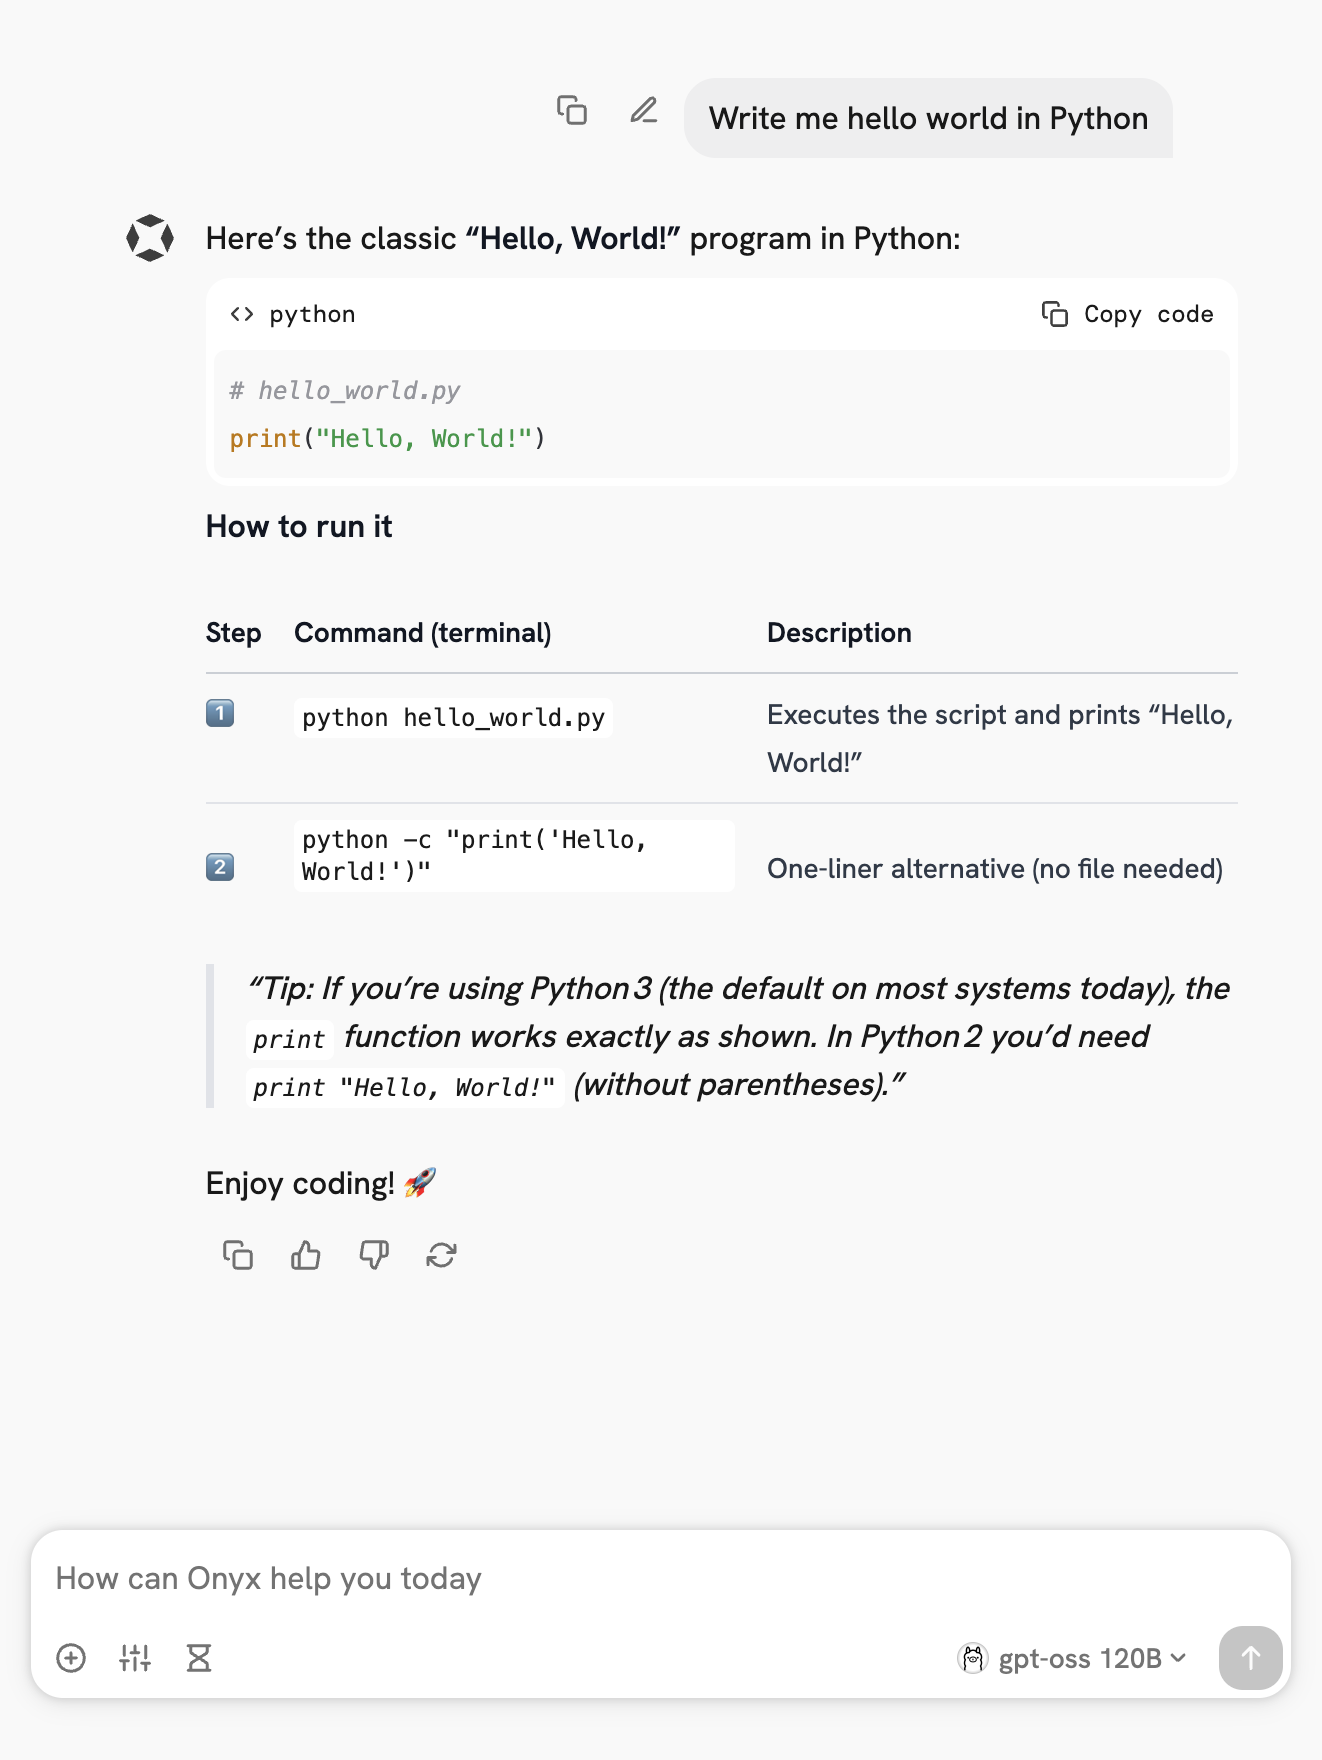 Write me hello world in Python
Here’s the classic “Hello, World!” program in Python:
<> python
Copy code
# hello_world.py
print("Hello, World!")
How to run it
Step Command (terminal) Description
1 python hello_world.py Executes the script and prints “Hello,
World!”
python -c "print('Hello,
2 World!')" One-liner alternative (no file needed)
“Tip: If you’re using Python 3 (the default on most systems today), the
print function works exactly as shown. In Python 2 you’d need
print "Hello, World!" (without parentheses).”
Enjoy coding! 🚀
How can Onyx help you today
gpt-oss 120B